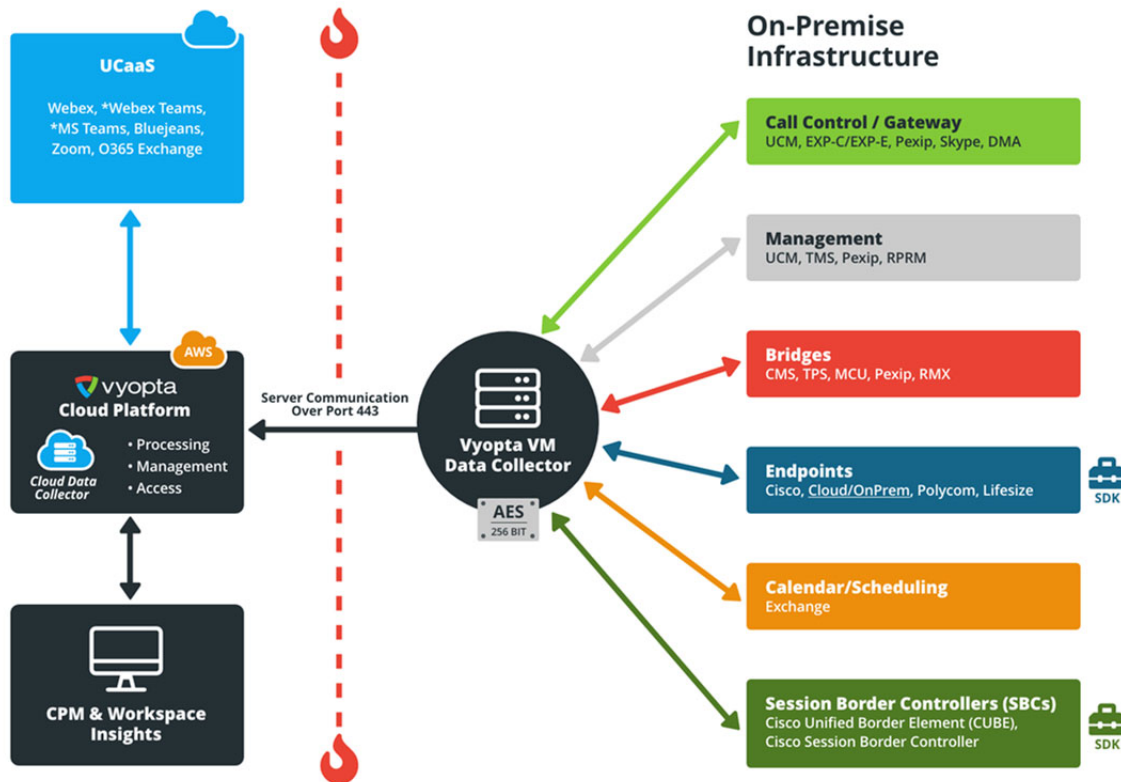 UCaaS
Webex, *Webex Teams,
*MS Teams, Bluejeans,
Zoom, O365 Exchange
AWS
vyopta
Cloud Platform
Cloud Data
Collector
• Processing
• Management
• Access
CPM & Workspace
Insights
Server Communication
Over Port 443
Vyopta VM
Data Collector
AES
256 BIT
On-Premise
Infrastructure
Call Control / Gateway
UCM, EXP-C/EXP-E, Pexip, Skype, DMA
Management
UCM, TMS, Pexip, RPRM
Bridges
CMS, TPS, MCU, Pexip, RMX
Endpoints
Cisco, Cloud/OnPrem, Polycom, Lifesize
SDK
Calendar/Scheduling
Exchange
Session Border Controllers (SBCs)
Cisco Unified Border Element (CUBE),
Cisco Session Border Controller
SDK